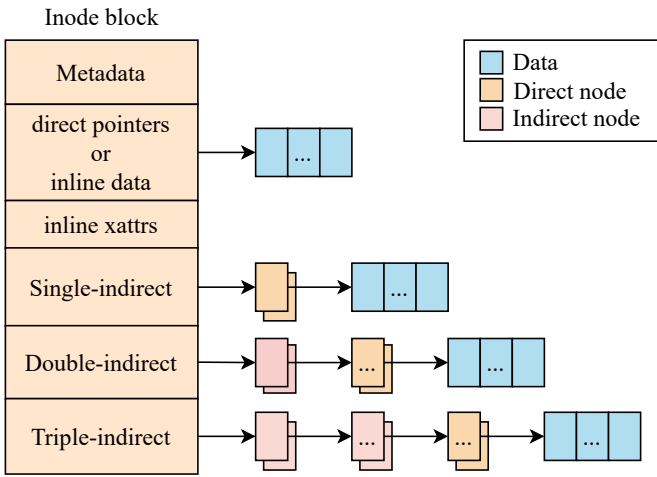 Inode block
Metadata
direct pointers
or
inline data
inline xattrs
Single-indirect
Double-indirect
Triple-indirect
Data
Direct node
Indirect node
...
...
...
...
...
...
...
...